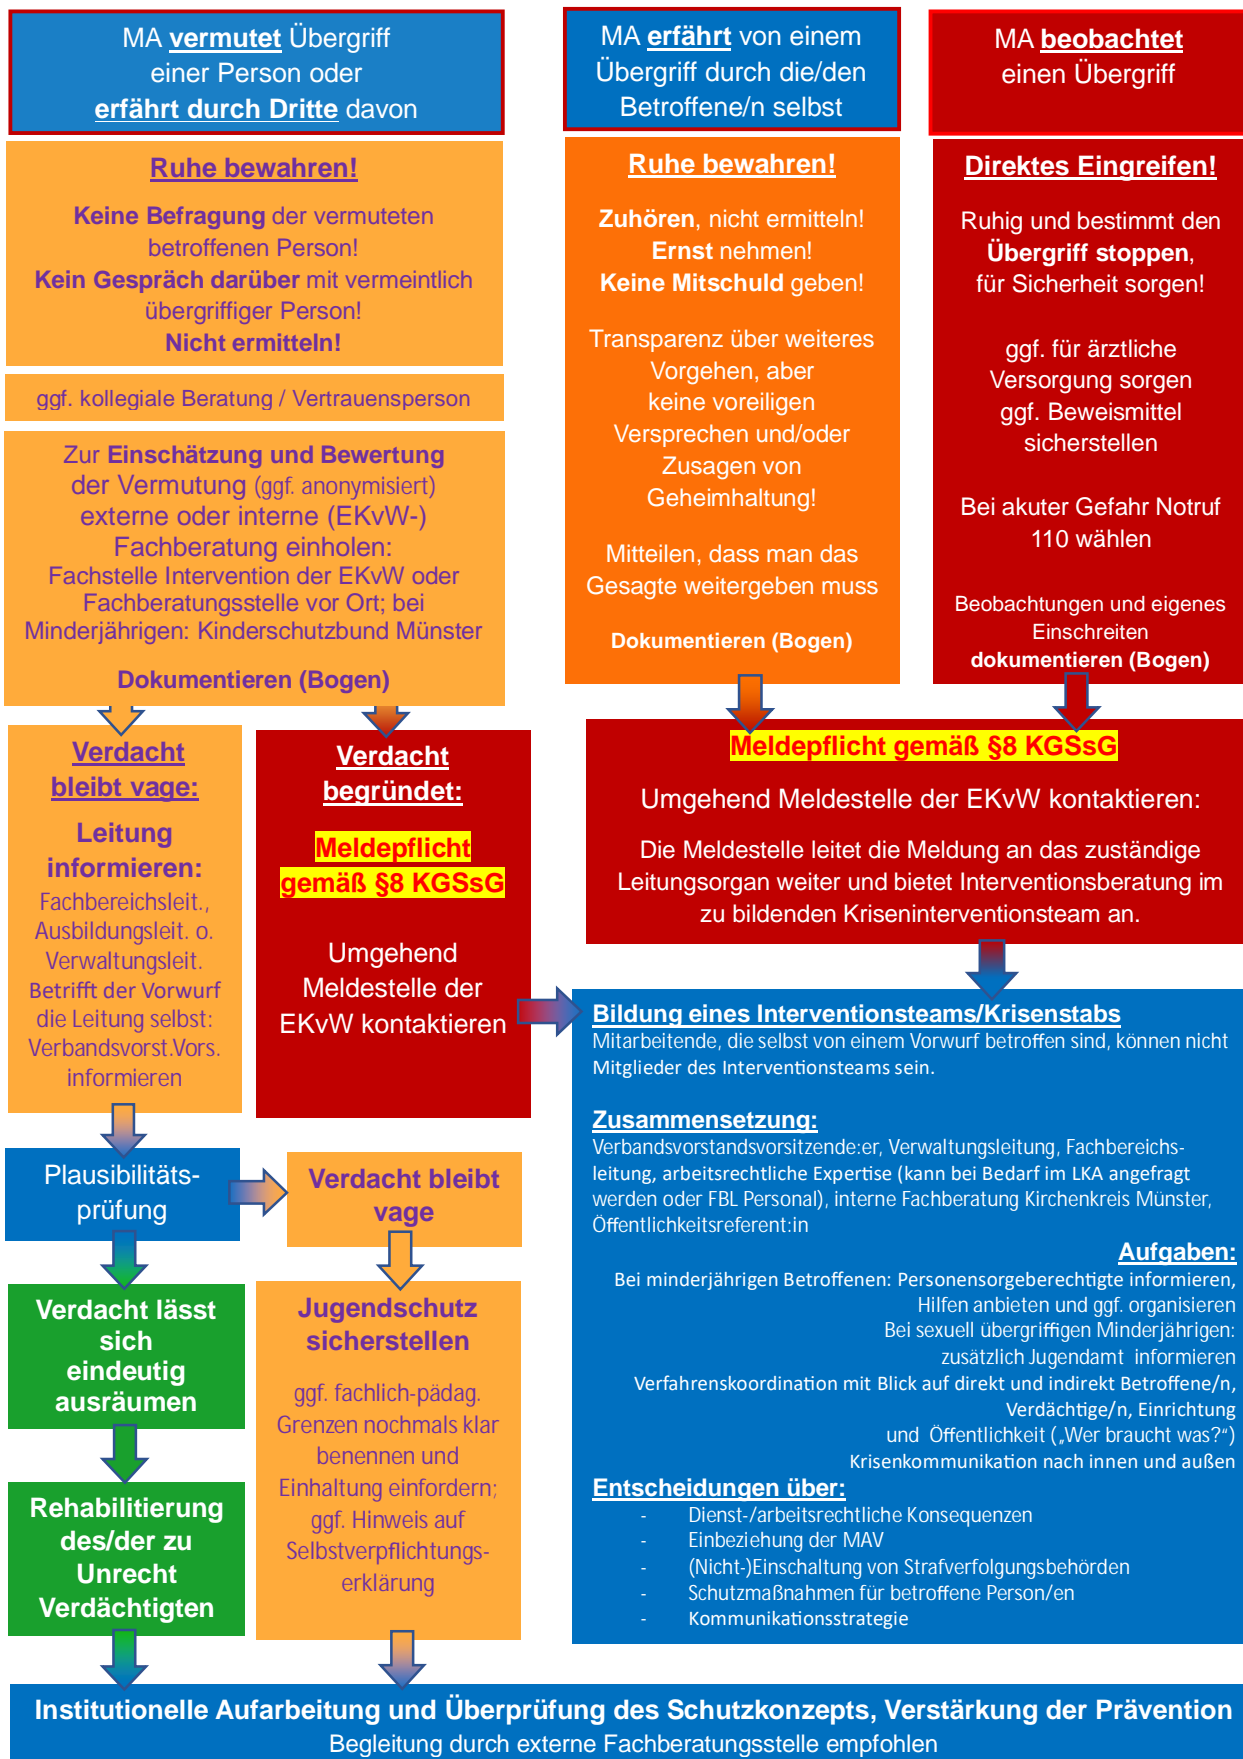 MA vermutet Übergriff
einer Person oder
erfährt durch Dritte davon
Ruhe bewahren!
Keine Befragung der vermuteten
betroffenen Person!
Kein Gespräch darüber mit vermeintlich
übergriffiger Person!
Nicht ermitteln!
ggf. kollegiale Beratung / Vertrauensperson
Zur Einschätzung und Bewertung
der Vermutung (ggf. anonymisiert)
externe oder interne (EKvW-)
Fachberatung einholen:
Fachstelle Intervention der EKvW oder
Fachberatungsstelle vor Ort; bei
Minderjährigen: Kinderschutzbund Münster
Dokumentieren (Bogen)
MA erfährt von einem
Übergriff durch die/den
Betroffene/n selbst
Ruhe bewahren!
Zuhören, nicht ermitteln!
Ernst nehmen!
Keine Mitschuld geben!
Transparenz über weiteres
Vorgehen, aber
keine voreiligen
Versprechen und/oder
Zusagen von
Geheimhaltung!
Mitteilen, dass man das
Gesagte weitergeben muss
Dokumentieren (Bogen)
MA beobachtet
einen Übergriff
Direktes Eingreifen!
Ruhig und bestimmt den
Übergriff stoppen,
für Sicherheit sorgen!
ggf. für ärztliche
Versorgung sorgen
ggf. Beweismittel
sicherstellen
Bei akuter Gefahr Notruf
110 wählen
Beobachtungen und eigenes
Einschreiten
dokumentieren (Bogen)
Verdacht
bleibt vage:
Leitung
informieren:
Fachbereichsleit.,
Ausbildungsleit. o.
Verwaltungsleit.
Betrifft der Vorwurf
die Leitung selbst:
Verbandsvorst.Vors.
informieren
Verdacht
begründet:
Meldepflicht
gemäß §8 KGSsG
Umgehend
Meldestelle der
EKvW kontaktieren
Meldepflicht gemäß §8 KGSsG
Umgehend Meldestelle der EKvW kontaktieren:
Die Meldestelle leitet die Meldung an das zuständige
Leitungsorgan weiter und bietet Interventionsberatung im
zu bildenden Kriseninterventionsteam an.
Plausibilitäts-
prüfung
Verdacht bleibt
vage
Verdacht lässt
sich
eindeutig
ausräumen
Rehabilitierung
des/der zu
Unrecht
Verdächtigten
Jugendschutz
sicherstellen
ggf. fachlich-pädag.
Grenzen nochmals klar
benennen und
Einhaltung einfordern;
ggf. Hinweis auf
Selbstverpflichtungs-
erklärung
Bildung eines Interventionsteams/Krisenstabs
Mitarbeitende, die selbst von einem Vorwurf betroffen sind, können nicht
Mitglieder des Interventionsteams sein.
Zusammensetzung:
Verbandsvorstandsvorsitzende:er, Verwaltungsleitung, Fachbereichs-
leitung, arbeitsrechtliche Expertise (kann bei Bedarf im LKA angefragt
werden oder FBL Personal), interne Fachberatung Kirchenkreis Münster,
Öffentlichkeitsreferent:in
Aufgaben:
Bei minderjährigen Betroffenen: Personensorgeberechtigte informieren,
Hilfen anbieten und ggf. organisieren
Bei sexuell übergriffigen Minderjährigen:
zusätzlich Jugendamt informieren
Verfahrenskoordination mit Blick auf direkt und indirekt Betroffene/n,
Verdächtige/n, Einrichtung
und Öffentlichkeit („Wer braucht was?“)
Krisenkommunikation nach innen und außen
Entscheidungen über:
- Dienst-/arbeitsrechtliche Konsequenzen
- Einbeziehung der MAV
- (Nicht-)Einschaltung von Strafverfolgungsbehörden
- Schutzmaßnahmen für betroffene Person/en
- Kommunikationsstrategie
Institutionelle Aufarbeitung und Überprüfung des Schutzkonzepts, Verstärkung der Prävention
Begleitung durch externe Fachberatungsstelle empfohlen